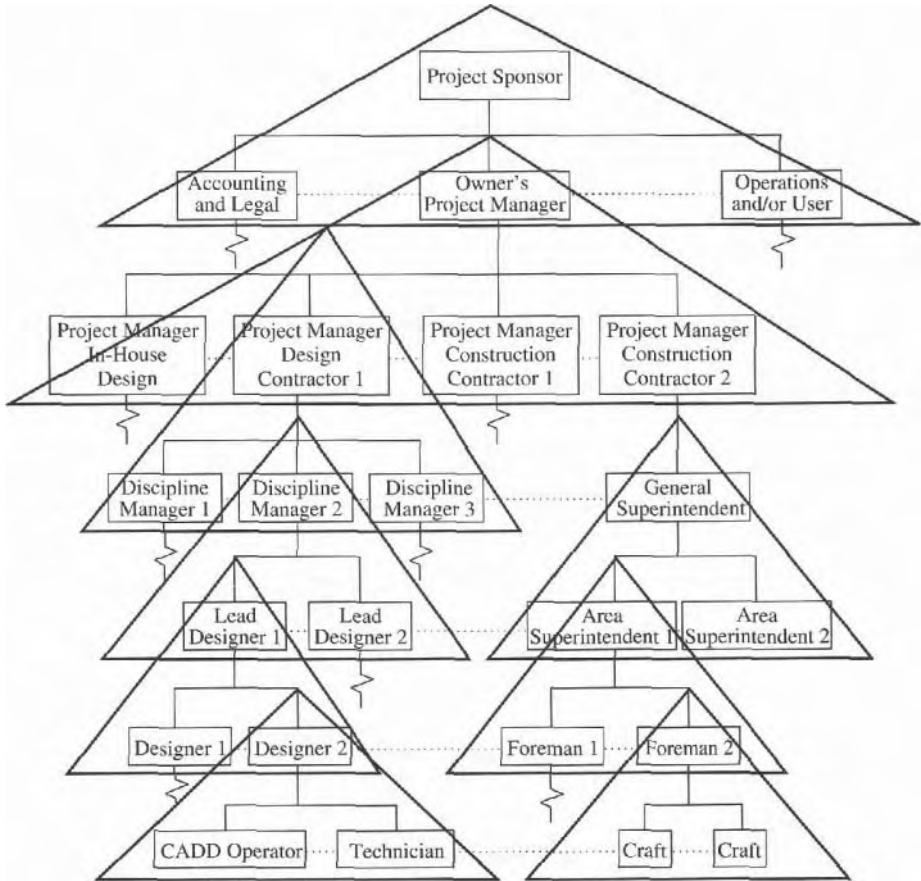 Project Sponsor
Accounting
and Legal
Owner's
Project Manager
Operations
and/or User
Project Manager
In-House
Design
Project Manager
Design
Contractor 1
Project Manager
Construction
Contractor 1
Project Manager
Construction
Contractor 2
Discipline
Manager 1
Discipline
Manager 2
Discipline
Manager 3
General
Superintendent
Lead
Designer 1
Lead
Designer 2
Area
Superintendent 1
Area
Superintendent 2
Designer 1
Designer 2
Foreman 1
Foreman 2
CADD Operator
Technician
Craft
Craft